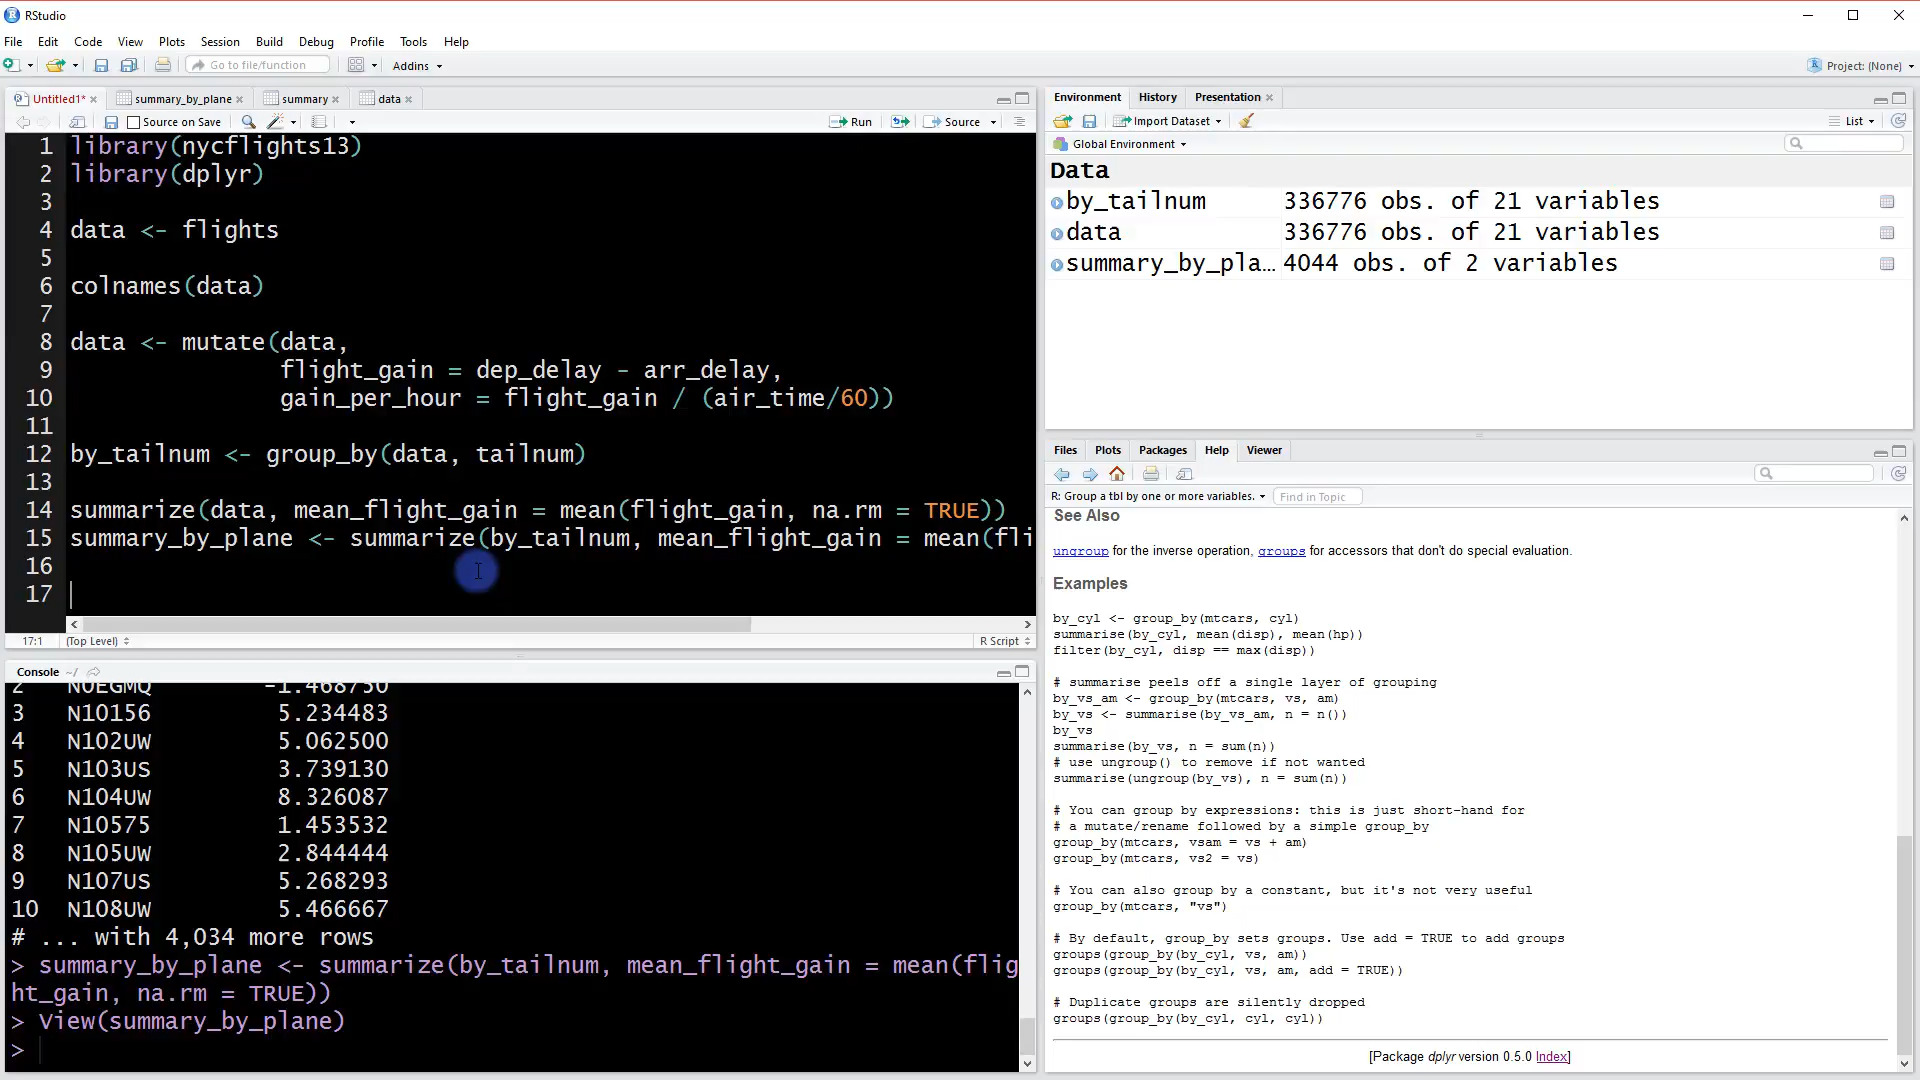 RStudio
File Edit Code View Plots Session Build Debug Profile Tools Help
Go to file/function Addins Project: (None)
Untitled1* summary_by_plane summary data
Source on Save Run Source
1 library(nycflights13)
2 library(dplyr)
3
4 data <- flights
5
6 colnames(data)
7
8 data <- mutate(data,
9 flight_gain = dep_delay - arr_delay,
10 gain_per_hour = flight_gain / (air_time/60))
11
12 by_tailnum <- group_by(data, tailnum)
13
14 summarize(data, mean_flight_gain = mean(flight_gain, na.rm = TRUE))
15 summary_by_plane <- summarize(by_tailnum, mean_flight_gain = mean(fli
16
17
17:1 (Top Level) R Script
Console ~/
2 N0EGMQ -1.468750
3 N10156 5.234483
4 N102UW 5.062500
5 N103US 3.739130
6 N104UW 8.326087
7 N10575 1.453532
8 N105UW 2.844444
9 N107US 5.268293
10 N108UW 5.466667
# ... with 4,034 more rows
> summary_by_plane <- summarize(by_tailnum, mean_flight_gain = mean(flig
ht_gain, na.rm = TRUE))
> View(summary_by_plane)
>
Environment History Presentation
Import Dataset List
Global Environment
Data
by_tailnum 336776 obs. of 21 variables
data 336776 obs. of 21 variables
summary_by_pla… 4044 obs. of 2 variables
Files Plots Packages Help Viewer
R: Group a tbl by one or more variables. Find in Topic
See Also
ungroup for the inverse operation, groups for accessors that don't do special evaluation.
Examples
by_cyl <- group_by(mtcars, cyl)
summarise(by_cyl, mean(disp), mean(hp))
filter(by_cyl, disp == max(disp))
# summarise peels off a single layer of grouping
by_vs_am <- group_by(mtcars, vs, am)
by_vs <- summarise(by_vs_am, n = n())
by_vs
summarise(by_vs, n = sum(n))
# use ungroup() to remove if not wanted
summarise(ungroup(by_vs), n = sum(n))
# You can group by expressions: this is just short-hand for
# a mutate/rename followed by a simple group_by
group_by(mtcars, vsam = vs + am)
group_by(mtcars, vs2 = vs)
# You can also group by a constant, but it's not very useful
group_by(mtcars, "vs")
# By default, group_by sets groups. Use add = TRUE to add groups
groups(group_by(by_cyl, vs, am))
groups(group_by(by_cyl, vs, am, add = TRUE))
# Duplicate groups are silently dropped
groups(group_by(by_cyl, cyl, cyl))
[Package dplyr version 0.5.0 Index]